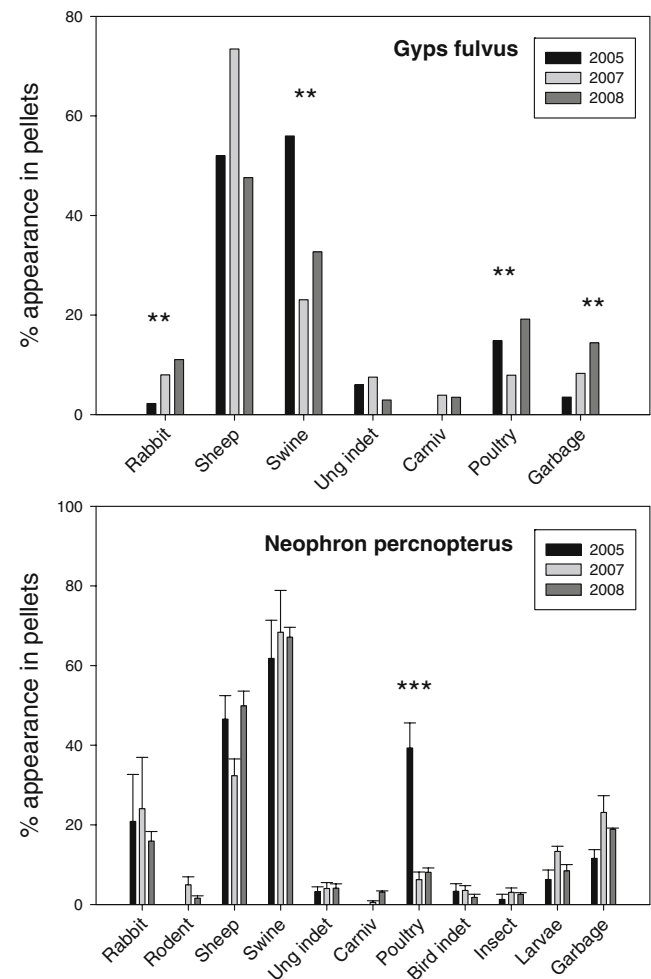 80
60
40
20
0
% appearance in pellets
Gyps fulvus
2005
2007
2008
**
**
**
**
Rabbit
Sheep
Swine
Ung indet
Carniv
Poultry
Garbage
100
80
60
40
20
0
% appearance in pellets
Neophron percnopterus
2005
2007
2008
***
Rabbit
Rodent
Sheep
Swine
Ung indet
Carniv
Poultry
Bird indet
Insect
Larvae
Garbage